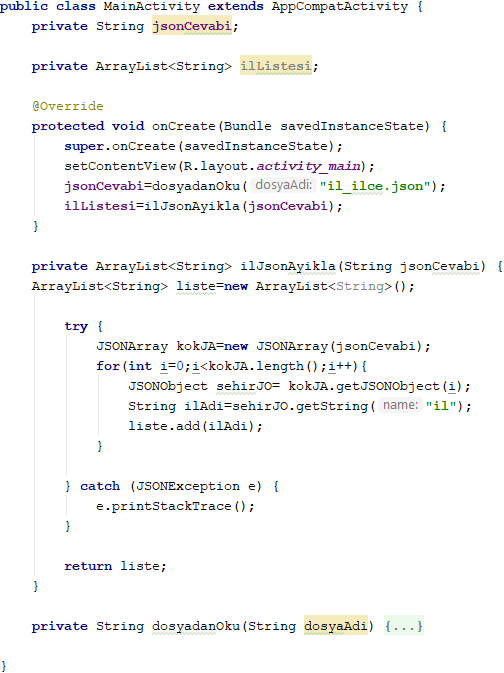 public class MainActivity extends AppCompatActivity {
    private String jsonCevabi;

    private ArrayList<String> ilListesi;

    @Override
    protected void onCreate(Bundle savedInstanceState) {
        super.onCreate(savedInstanceState);
        setContentView(R.layout.activity_main);
        jsonCevabi=dosyadanOku( dosyaAdi: "il_ilce.json");
        ilListesi=ilJsonAyikla(jsonCevabi);
    }

    private ArrayList<String> ilJsonAyikla(String jsonCevabi) {
    ArrayList<String> liste=new ArrayList<String>();

        try {
            JSONArray kokJA=new JSONArray(jsonCevabi);
            for(int i=0;i<kokJA.length();i++){
                JSONObject sehirJO= kokJA.getJSONObject(i);
                String ilAdi=sehirJO.getString( name: "il");
                liste.add(ilAdi);
            }

        } catch (JSONException e) {
            e.printStackTrace();
        }

        return liste;
    }

    private String dosyadanOku(String dosyaAdi) {...}

}